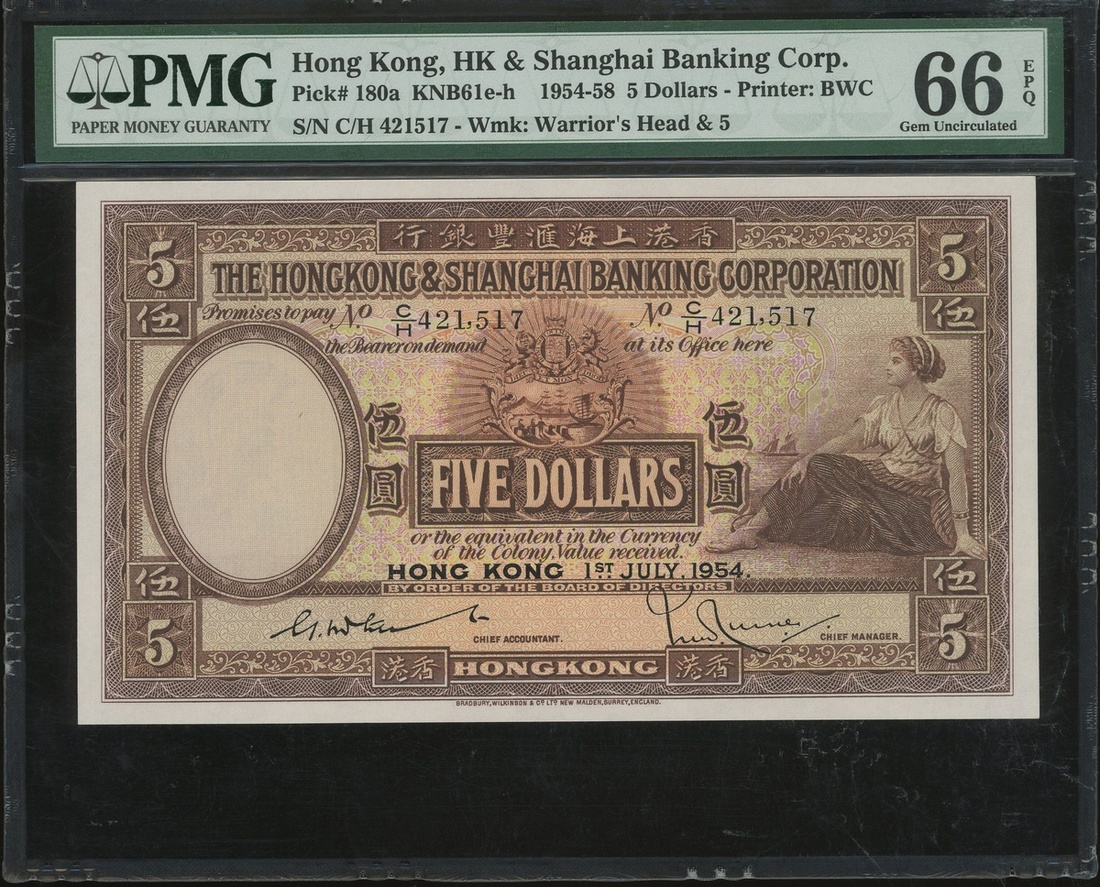 PMG
PAPER MONEY GUARANTY
Hong Kong, HK & Shanghai Banking Corp.
Pick# 180a KNB61e-h 1954-58 5 Dollars - Printer: BWC
S/N C/H 421517 - Wmk: Warrior's Head & 5
66 EPQ
Gem Uncirculated
5 香港上海滙豐銀行 5
THE HONGKONG & SHANGHAI BANKING CORPORATION
伍 伍
Promises to pay No C/H 421,517 No C/H 421,517
the Bearer on demand at its Office here
伍圓 伍圓
FIVE DOLLARS
or the equivalent in the Currency
of the Colony, Value received.
HONG KONG 1ST JULY 1954.
伍 伍
BY ORDER OF THE BOARD OF DIRECTORS
5 5
CHIEF ACCOUNTANT. CHIEF MANAGER.
香港 HONGKONG 香港
BRADBURY, WILKINSON & Co LTD NEW MALDEN, SURREY, ENGLAND.